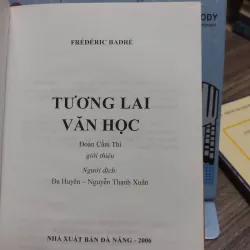 FRÉDÉRIC BADRÉ
TƯƠNG LAI
VĂN HỌC
Đoàn Cầm Thi
giới thiệu
Người dịch:
Đa Huyên – Nguyễn Thanh Xuân
NHÀ XUẤT BẢN ĐÀ NẴNG - 2006
ODY